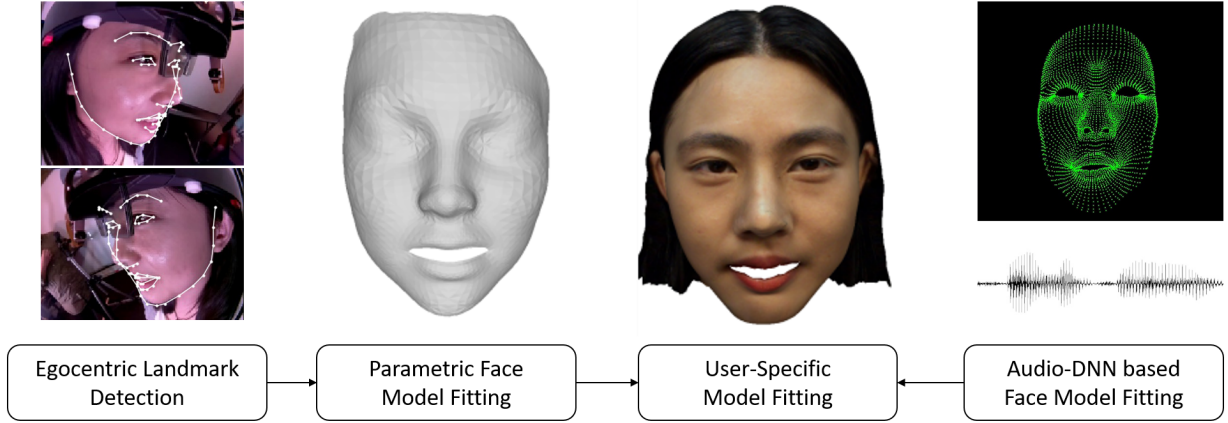 Egocentric Landmark
Detection
Parametric Face
Model Fitting
User-Specific
Model Fitting
Audio-DNN based
Face Model Fitting